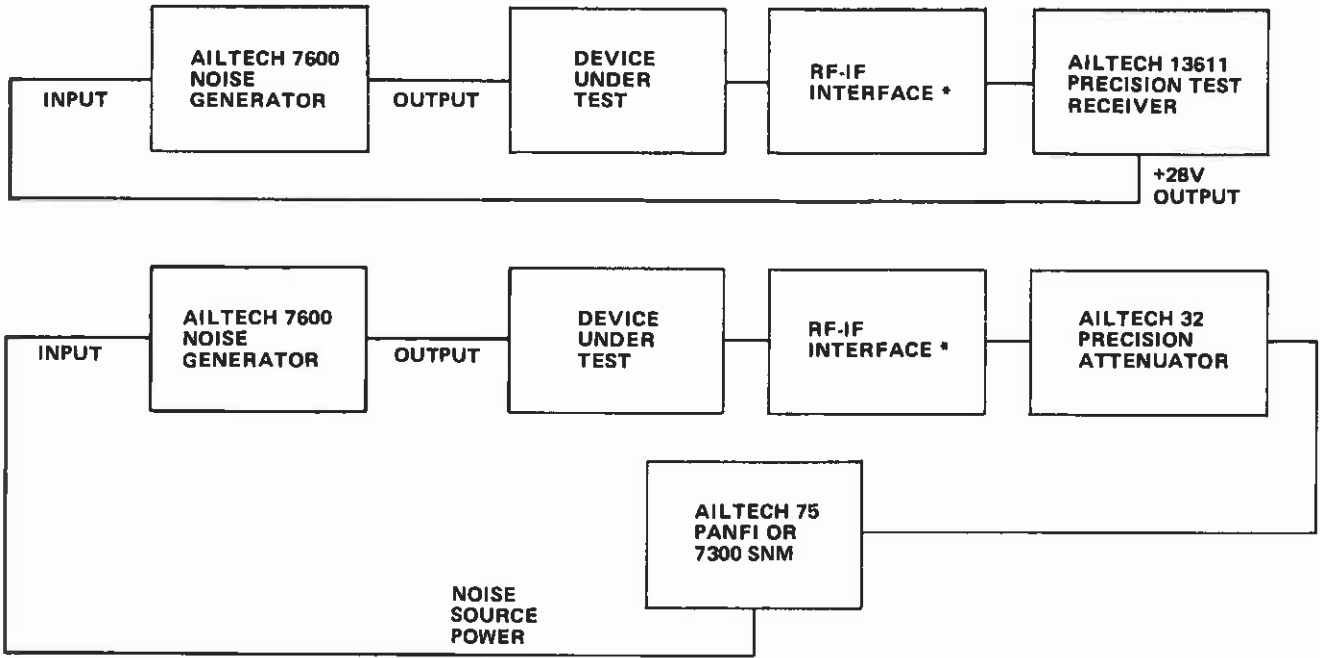 AILTECH 7600
NOISE
GENERATOR
INPUT
OUTPUT
DEVICE
UNDER
TEST
RF-IF
INTERFACE *
AILTECH 13611
PRECISION TEST
RECEIVER
+28V
OUTPUT
AILTECH 7600
NOISE
GENERATOR
INPUT
OUTPUT
DEVICE
UNDER
TEST
RF-IF
INTERFACE *
AILTECH 32
PRECISION
ATTENUATOR
AILTECH 75
PANFI OR
7300 SNM
NOISE
SOURCE
POWER